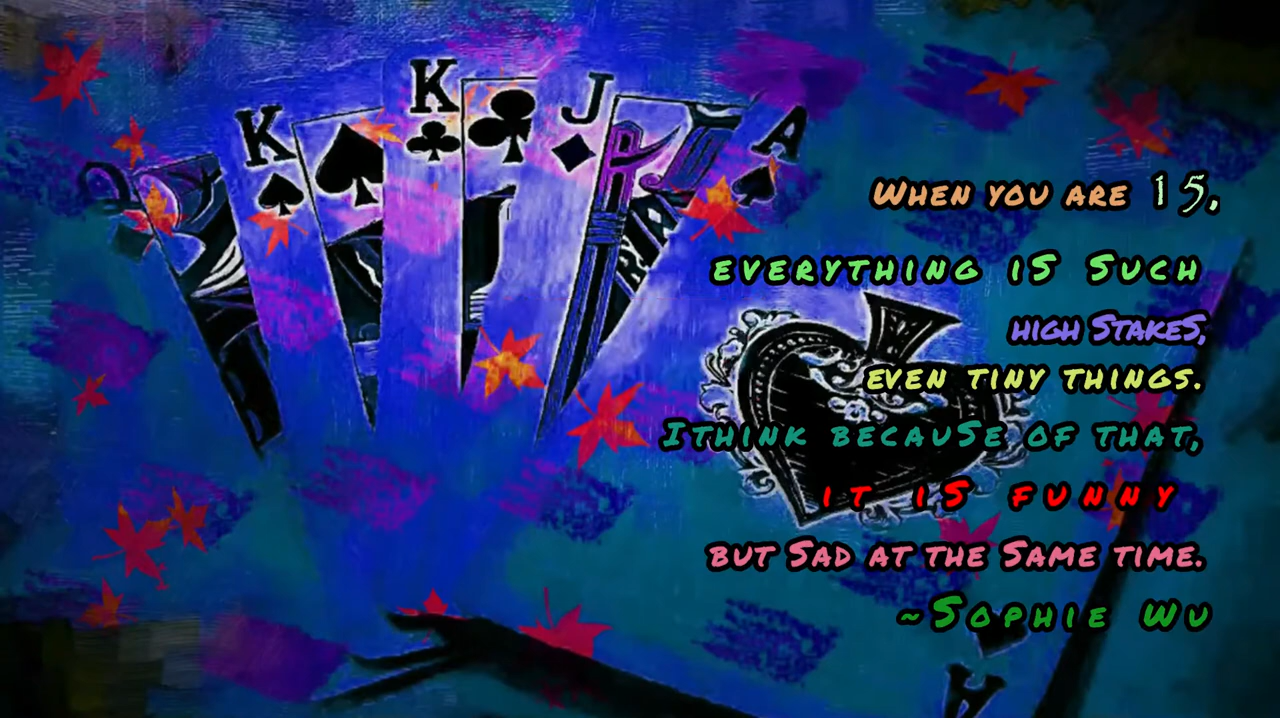 K
K
J
A
When you are 15,
everything is such
high stakes,
even tiny things.
Ithink because of that,
it is funny
but sad at the same time.
~Sophie Wu
A